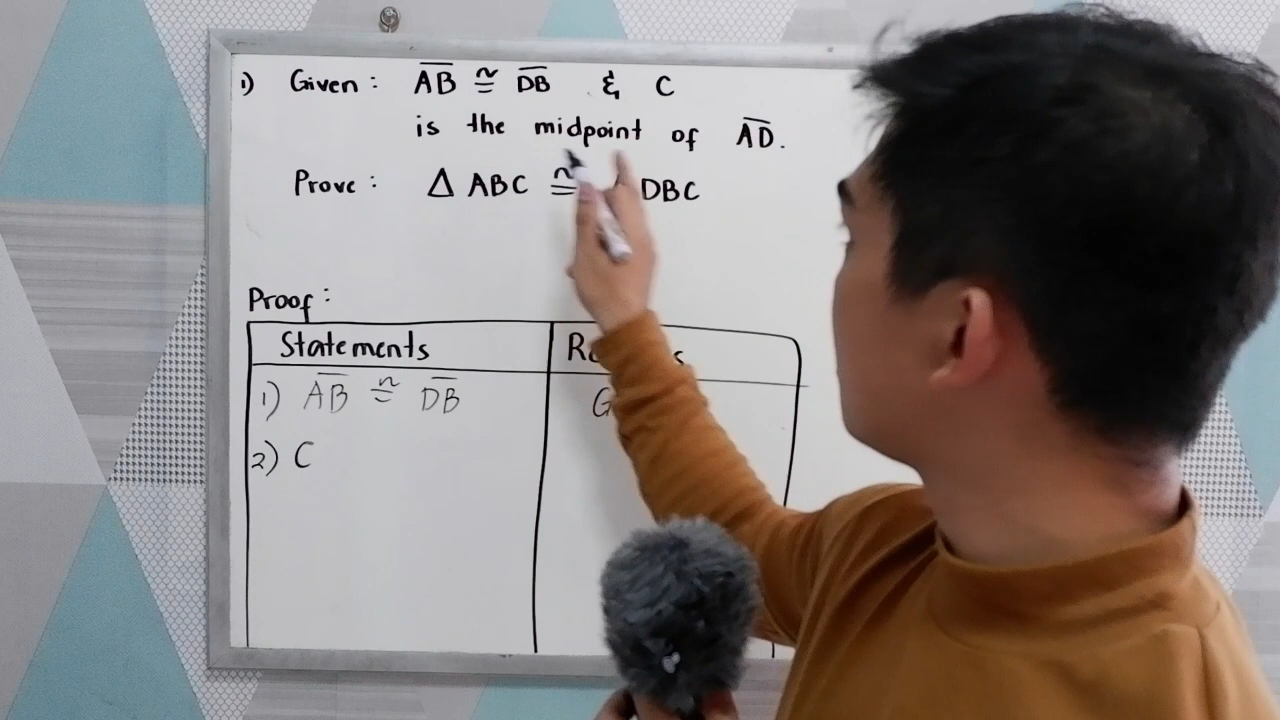 1) Given : AB ≅ DB & C
is the midpoint of AD.
Prove : △ ABC ≅ DBC
Proof :
Statements
1) AB ≅ DB
2) C